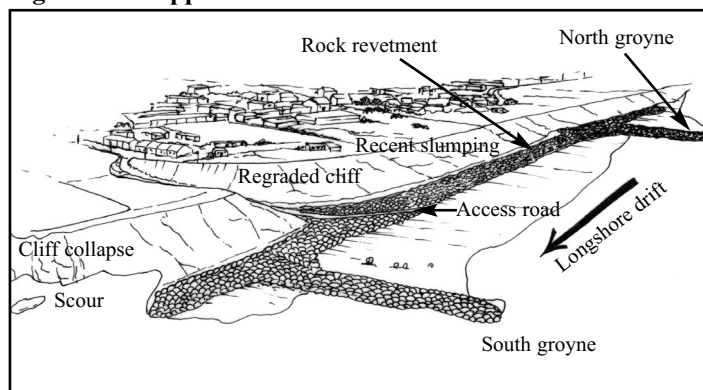 North groyne
Rock revetment
Recent slumping
Regraded cliff
Access road
Longshore drift
Cliff collapse
Scour
South groyne